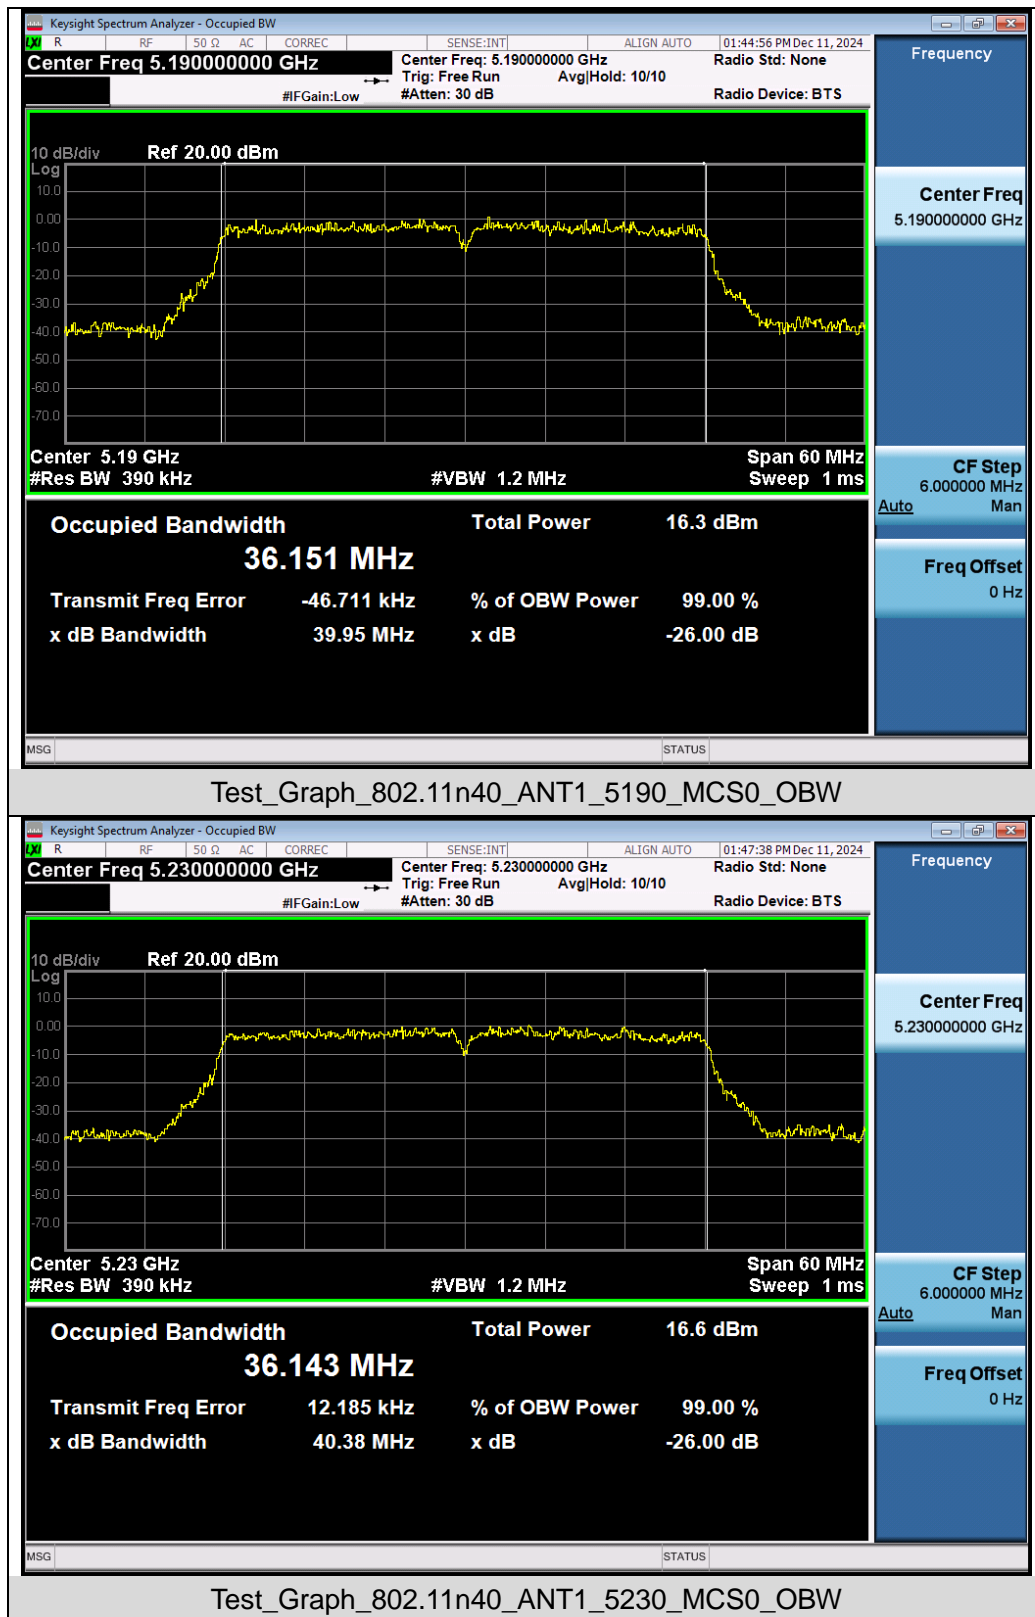 Keysight Spectrum Analyzer - Occupied BW
LXI R RF 50 Ω AC CORREC SENSE:INT ALIGN AUTO 01:44:56 PM Dec 11, 2024
Center Freq 5.190000000 GHz
Center Freq: 5.190000000 GHz Radio Std: None
Trig: Free Run Avg|Hold: 10/10
#IFGain:Low #Atten: 30 dB Radio Device: BTS
Frequency
10 dB/div Ref 20.00 dBm
Log
10.0
0.00
-10.0
-20.0
-30.0
-40.0
-50.0
-60.0
-70.0
Center 5.19 GHz Span 60 MHz
#Res BW 390 kHz #VBW 1.2 MHz Sweep 1 ms
Center Freq
5.190000000 GHz
CF Step
6.000000 MHz
Auto Man
Freq Offset
0 Hz
Occupied Bandwidth Total Power 16.3 dBm
36.151 MHz
Transmit Freq Error -46.711 kHz % of OBW Power 99.00 %
x dB Bandwidth 39.95 MHz x dB -26.00 dB
MSG STATUS
Test_Graph_802.11n40_ANT1_5190_MCS0_OBW
Keysight Spectrum Analyzer - Occupied BW
LXI R RF 50 Ω AC CORREC SENSE:INT ALIGN AUTO 01:47:38 PM Dec 11, 2024
Center Freq 5.230000000 GHz
Center Freq: 5.230000000 GHz Radio Std: None
Trig: Free Run Avg|Hold: 10/10
#IFGain:Low #Atten: 30 dB Radio Device: BTS
Frequency
10 dB/div Ref 20.00 dBm
Log
10.0
0.00
-10.0
-20.0
-30.0
-40.0
-50.0
-60.0
-70.0
Center 5.23 GHz Span 60 MHz
#Res BW 390 kHz #VBW 1.2 MHz Sweep 1 ms
Center Freq
5.230000000 GHz
CF Step
6.000000 MHz
Auto Man
Freq Offset
0 Hz
Occupied Bandwidth Total Power 16.6 dBm
36.143 MHz
Transmit Freq Error 12.185 kHz % of OBW Power 99.00 %
x dB Bandwidth 40.38 MHz x dB -26.00 dB
MSG STATUS
Test_Graph_802.11n40_ANT1_5230_MCS0_OBW